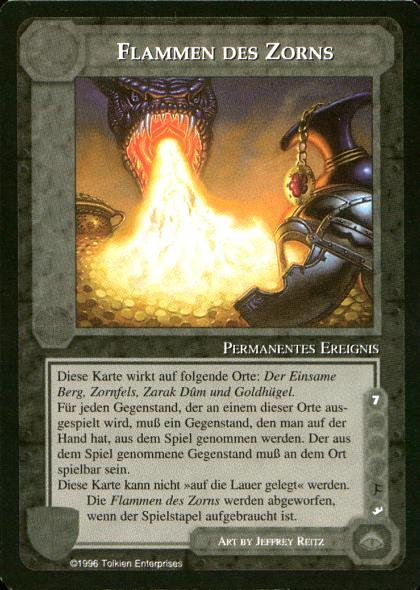 FLAMMEN DES ZORNS
PERMANENTES EREIGNIS
Diese Karte wirkt auf folgende Orte: Der Einsame
Berg, Zornfels, Zarak Dûm und Goldhügel.
Für jeden Gegenstand, der an einem dieser Orte aus-
gespielt wird, muß ein Gegenstand, den man auf der
Hand hat, aus dem Spiel genommen werden. Der aus
dem Spiel genommene Gegenstand muß an dem Ort
spielbar sein.
Diese Karte kann nicht »auf die Lauer gelegt« werden.
Die Flammen des Zorns werden abgeworfen,
wenn der Spielstapel aufgebraucht ist.
7
ART BY JEFFREY REITZ
©1996 Tolkien Enterprises